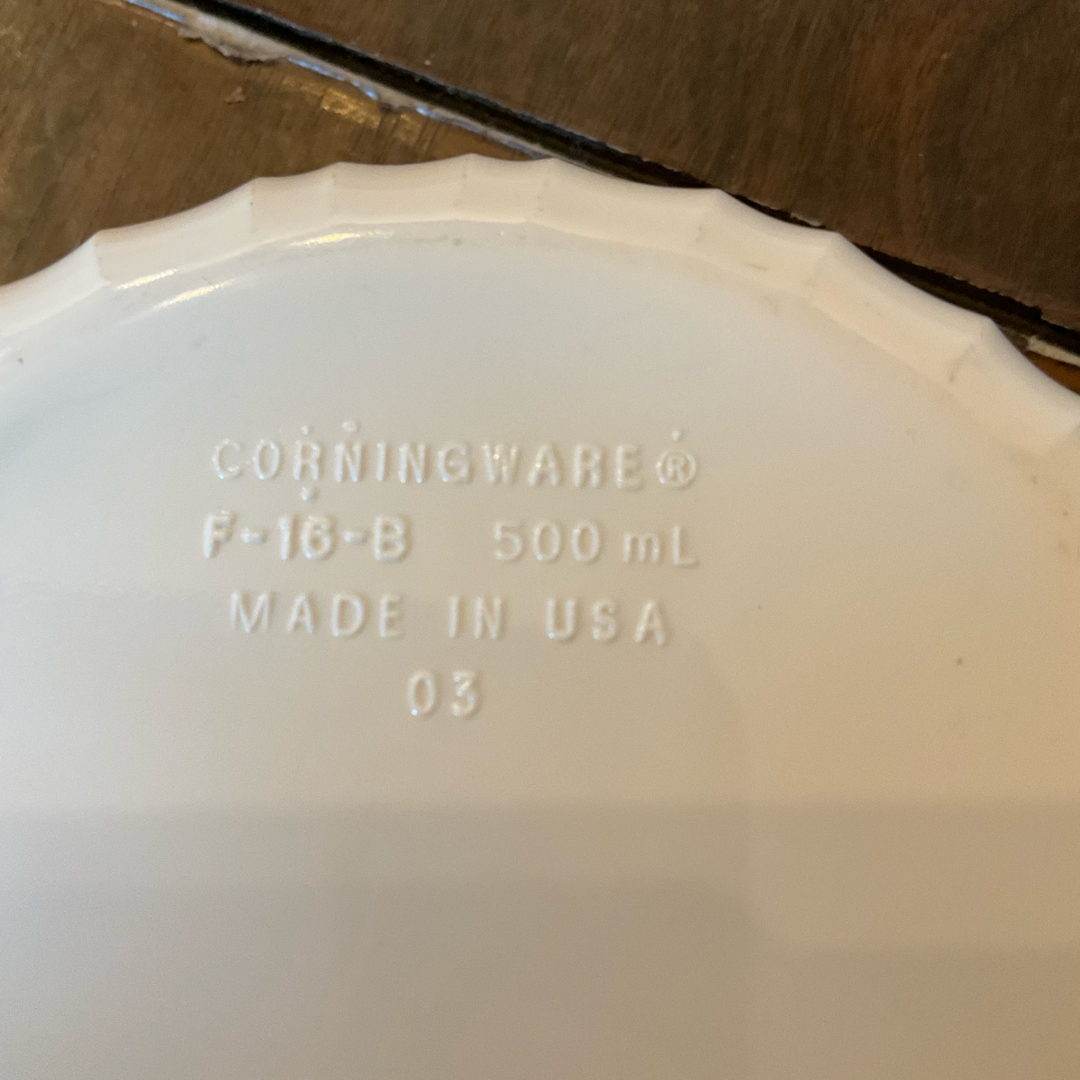 CORNINGWARE®
F-16-B 500 mL
MADE IN USA
03